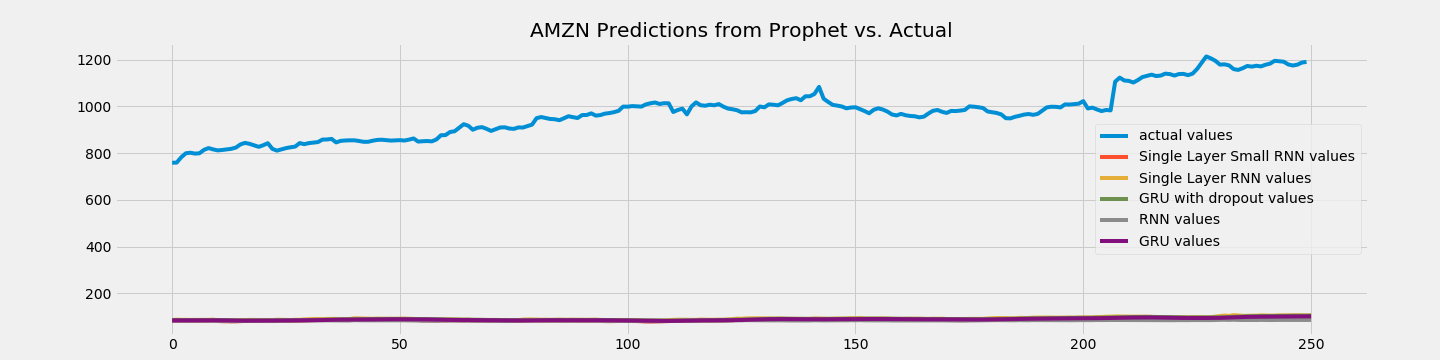 AMZN Predictions from Prophet vs. Actual
1200
1000
800
600
400
200
actual values
Single Layer Small RNN values
Single Layer RNN values
GRU with dropout values
RNN values
GRU values
0 50 100 150 200 250